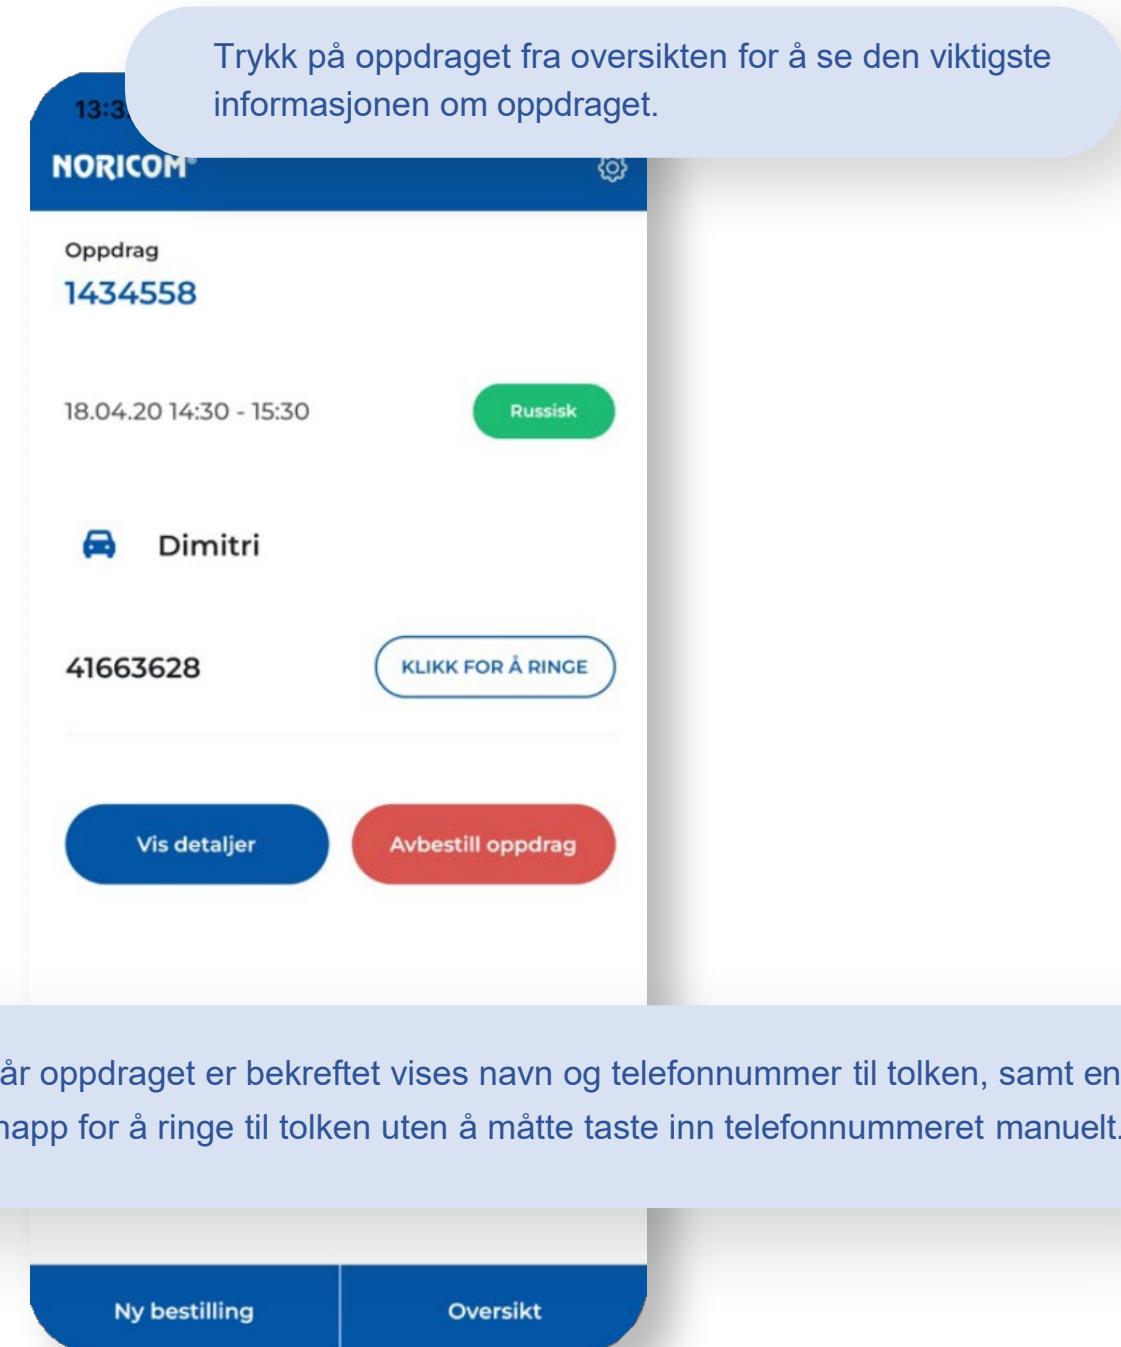 Trykk på oppdraget fra oversikten for å se den viktigste
informasjonen om oppdraget.
13:3
NORICOM®
Oppdrag
1434558
18.04.20 14:30 - 15:30
Russisk
Dimitri
41663628
KLIKK FOR Å RINGE
Vis detaljer
Avbestill oppdrag
år oppdraget er bekreftet vises navn og telefonnummer til tolken, samt en
napp for å ringe til tolken uten å måtte taste inn telefonnummeret manuelt.
Ny bestilling
Oversikt